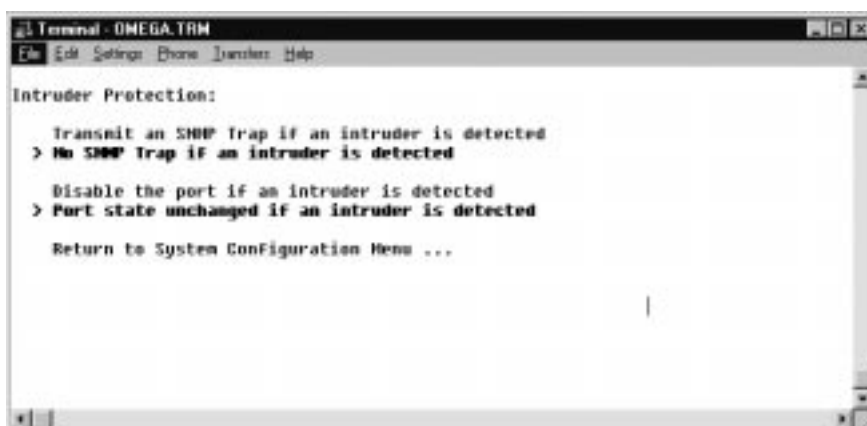 Terminal - OMEGA.TRM
File Edit Settings Phone Transfers Help
Intruder Protection:
Transmit an SNMP Trap if an intruder is detected
> No SNMP Trap if an intruder is detected
Disable the port if an intruder is detected
> Port state unchanged if an intruder is detected
Return to System Configuration Menu ...